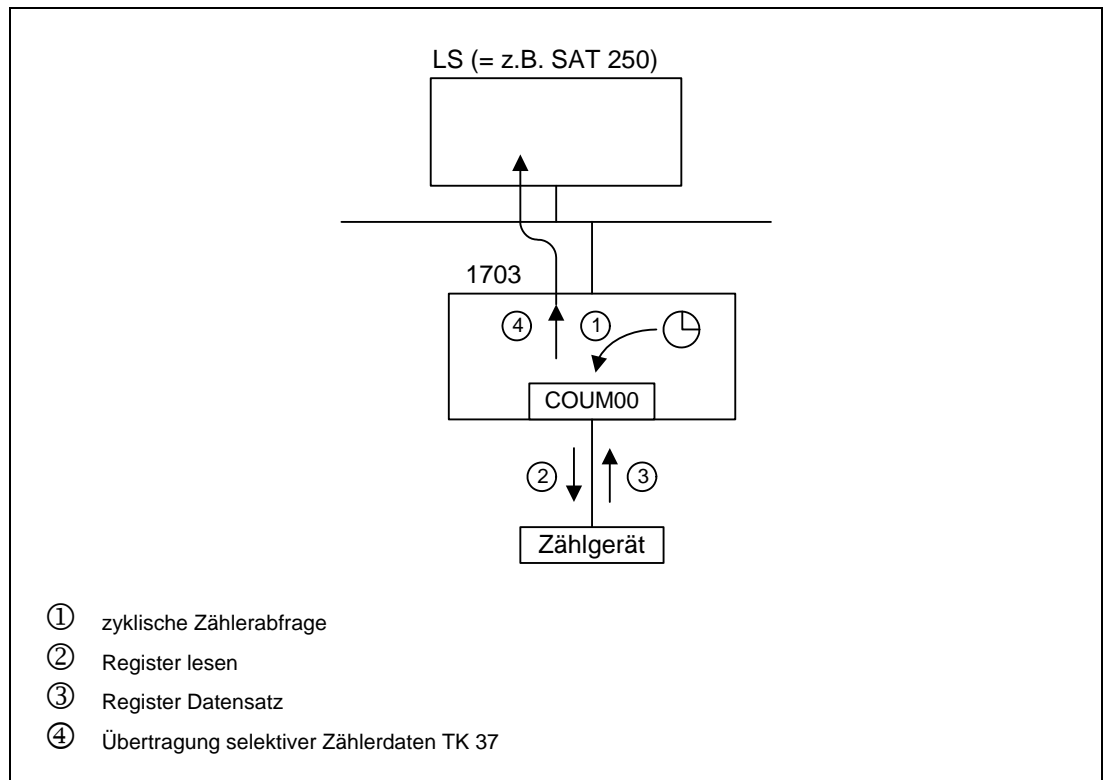 LS (= z.B. SAT 250)
1703
④ ①
COUM00
② ③
Zählgerät
① zyklische Zählerabfrage
② Register lesen
③ Register Datensatz
④ Übertragung selektiver Zählerdaten TK 37